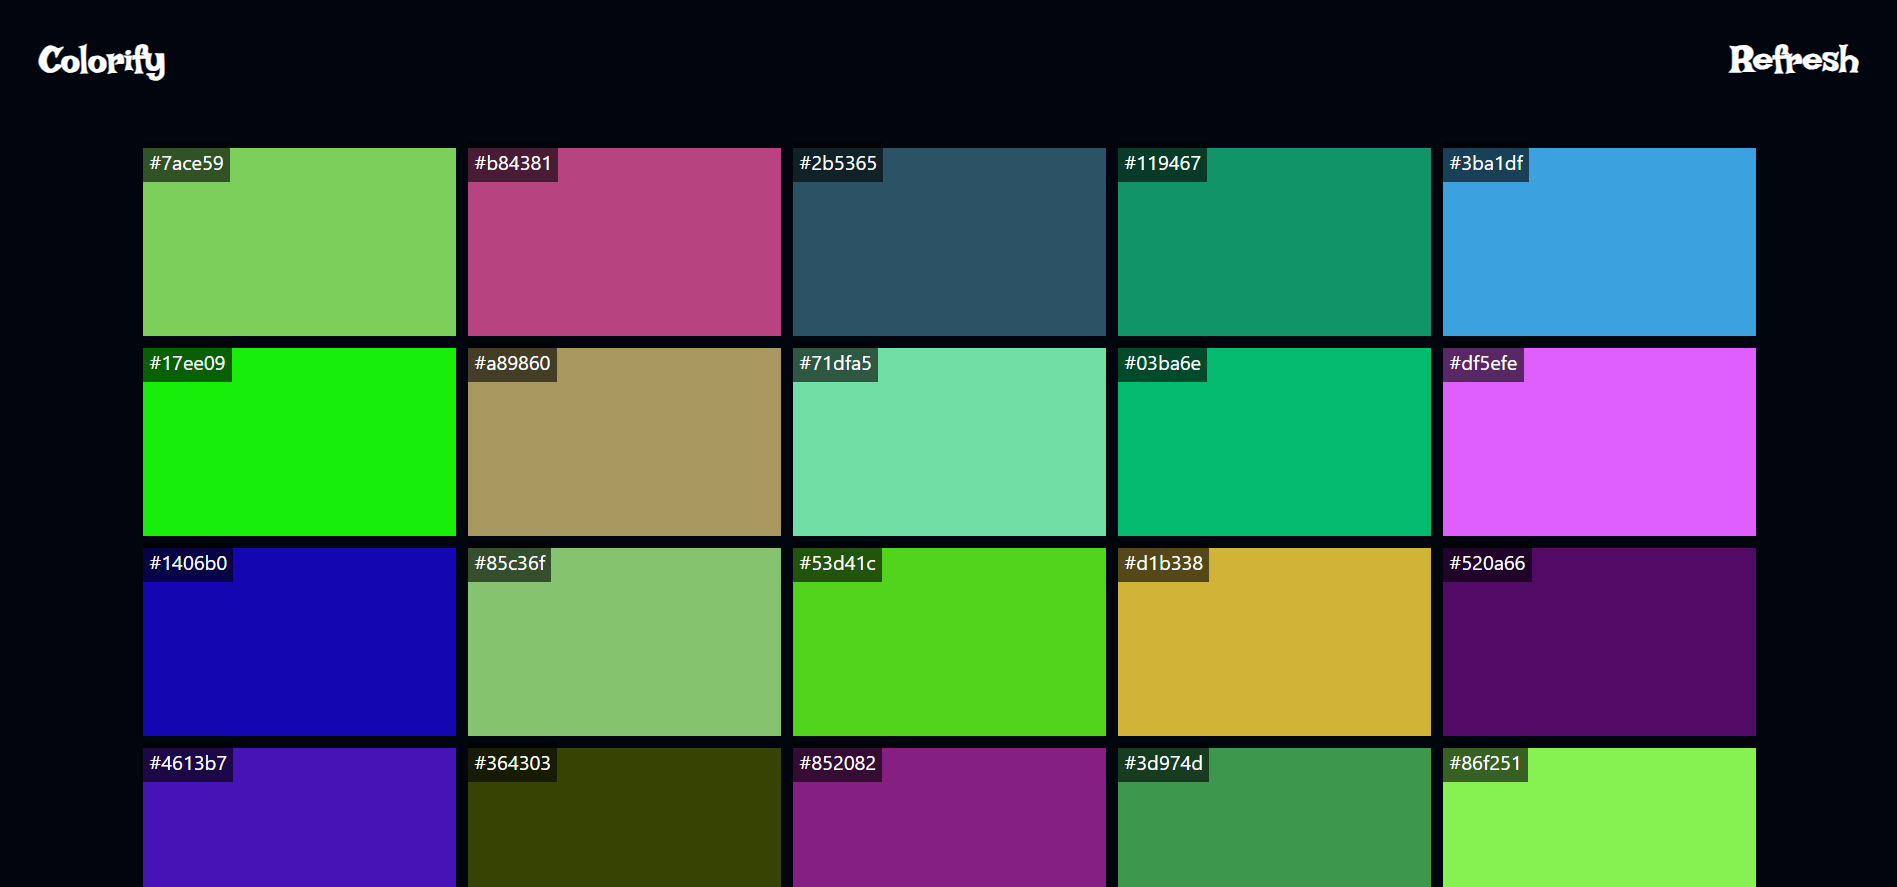 Colorify
Refresh
#7ace59
#b84381
#2b5365
#119467
#3ba1df
#17ee09
#a89860
#71dfa5
#03ba6e
#df5efe
#1406b0
#85c36f
#53d41c
#d1b338
#520a66
#4613b7
#364303
#852082
#3d974d
#86f251